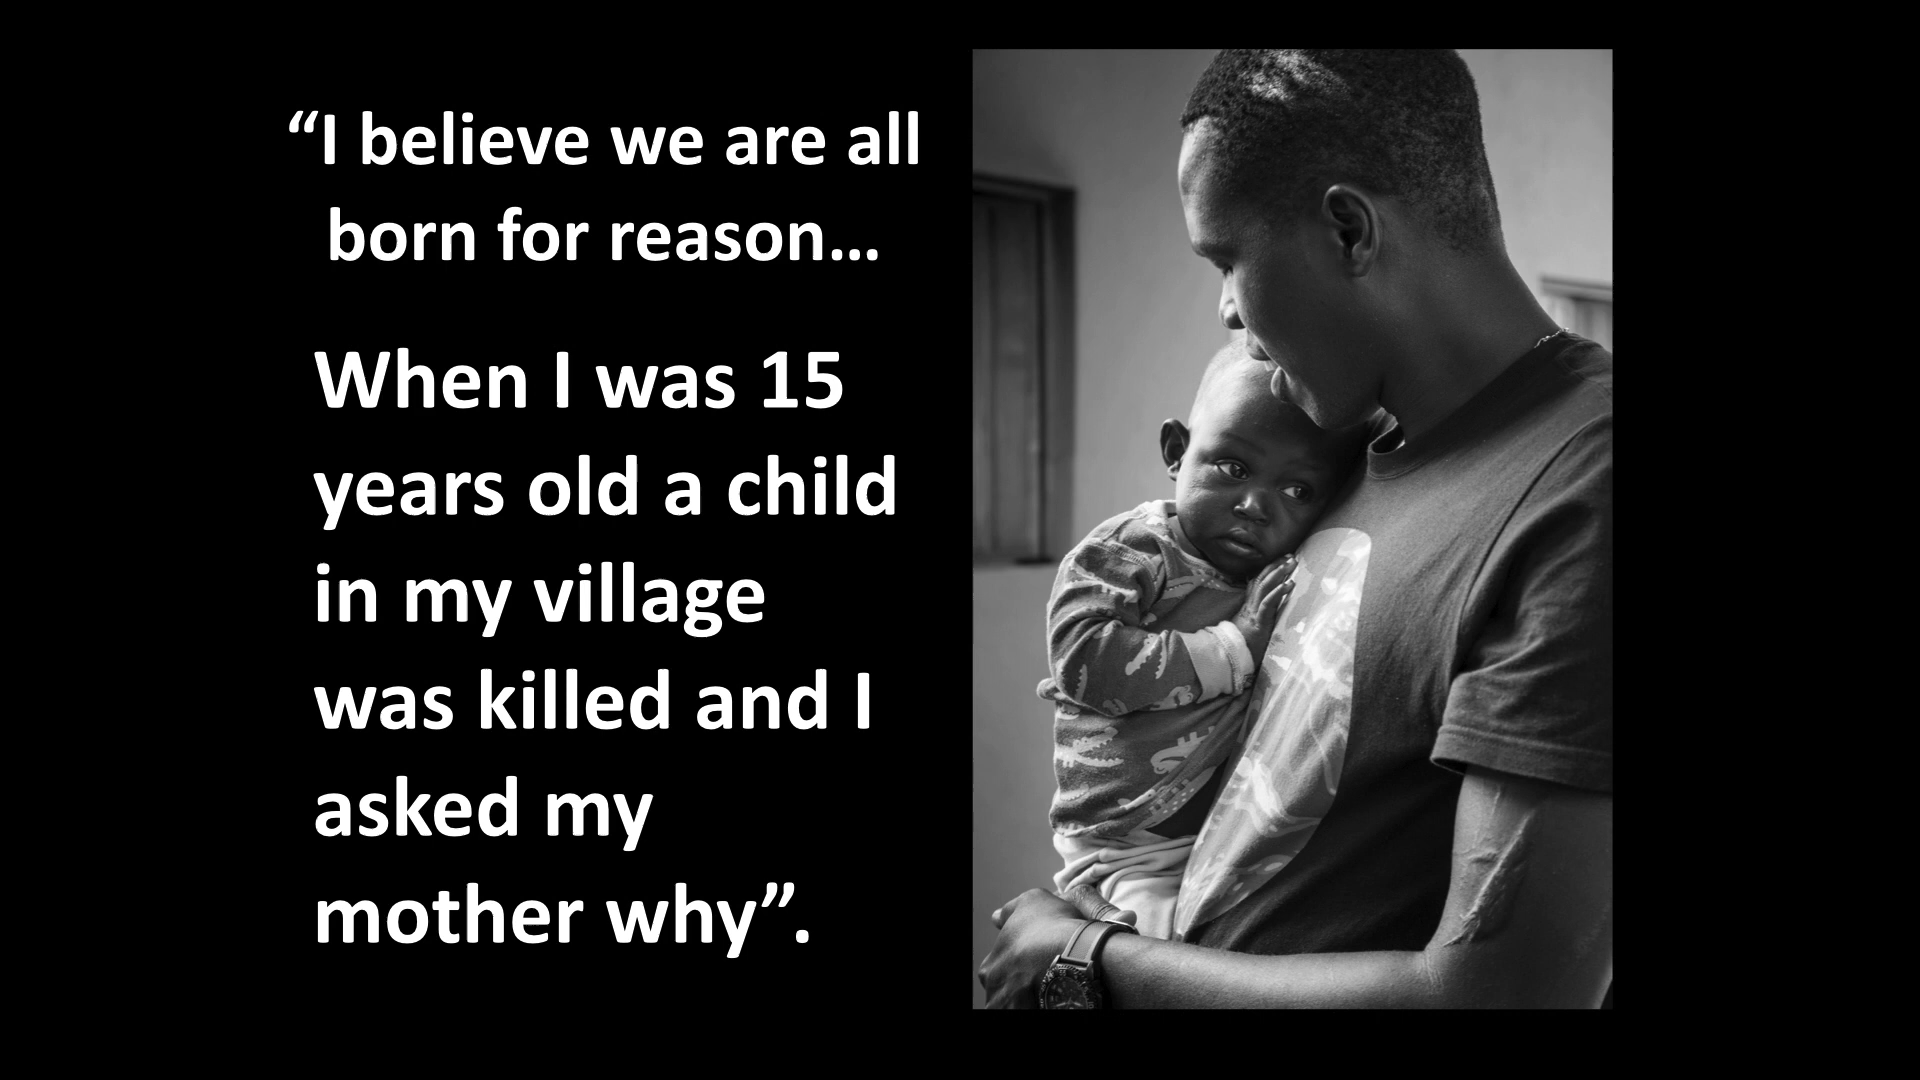 “I believe we are all
born for reason…
When I was 15
years old a child
in my village
was killed and I
asked my
mother why”.